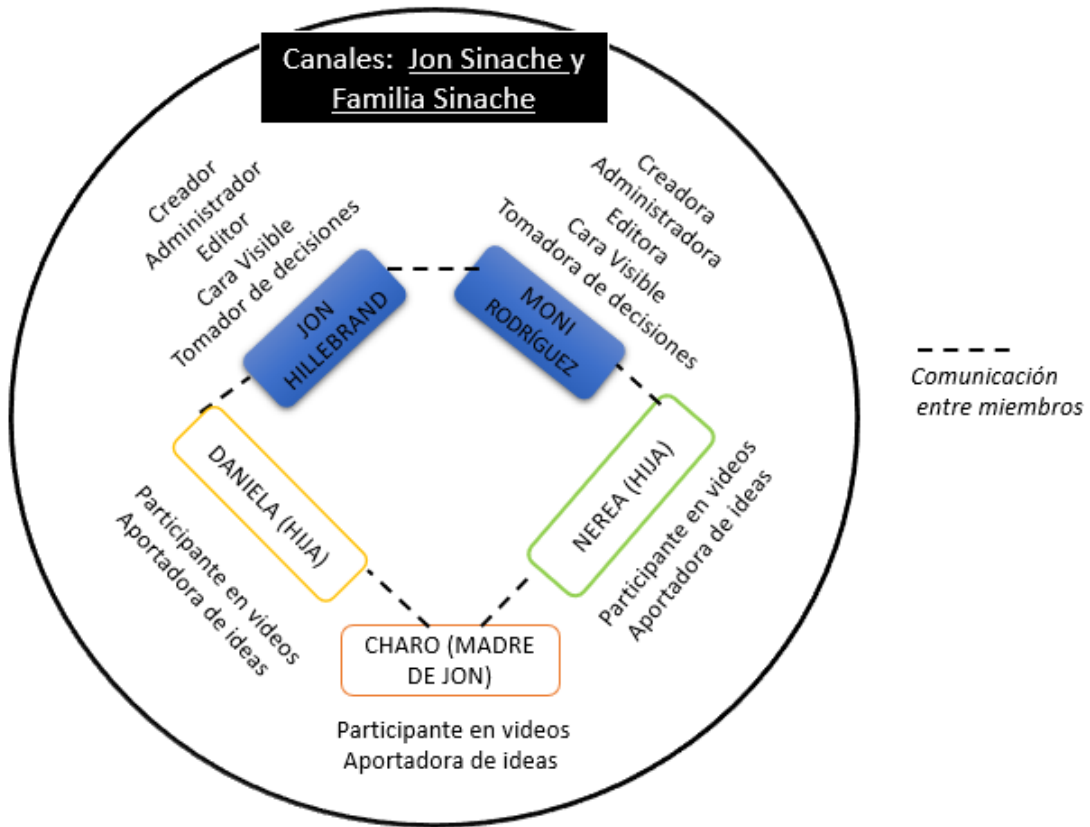 Canales: Jon Sinache y
Familia Sinache
Creador
Administrador
Editor
Cara Visible
Tomador de decisiones
JON
HILLEBRAND
Creadora
Administradora
Editora
Cara Visible
Tomadora de decisiones
MONI
RODRÍGUEZ
Comunicación
entre miembros
DANIELA (HIJA)
Participante en videos
Aportadora de ideas
NEREA (HIJA)
Participante en videos
Aportadora de ideas
CHARO (MADRE
DE JON)
Participante en videos
Aportadora de ideas